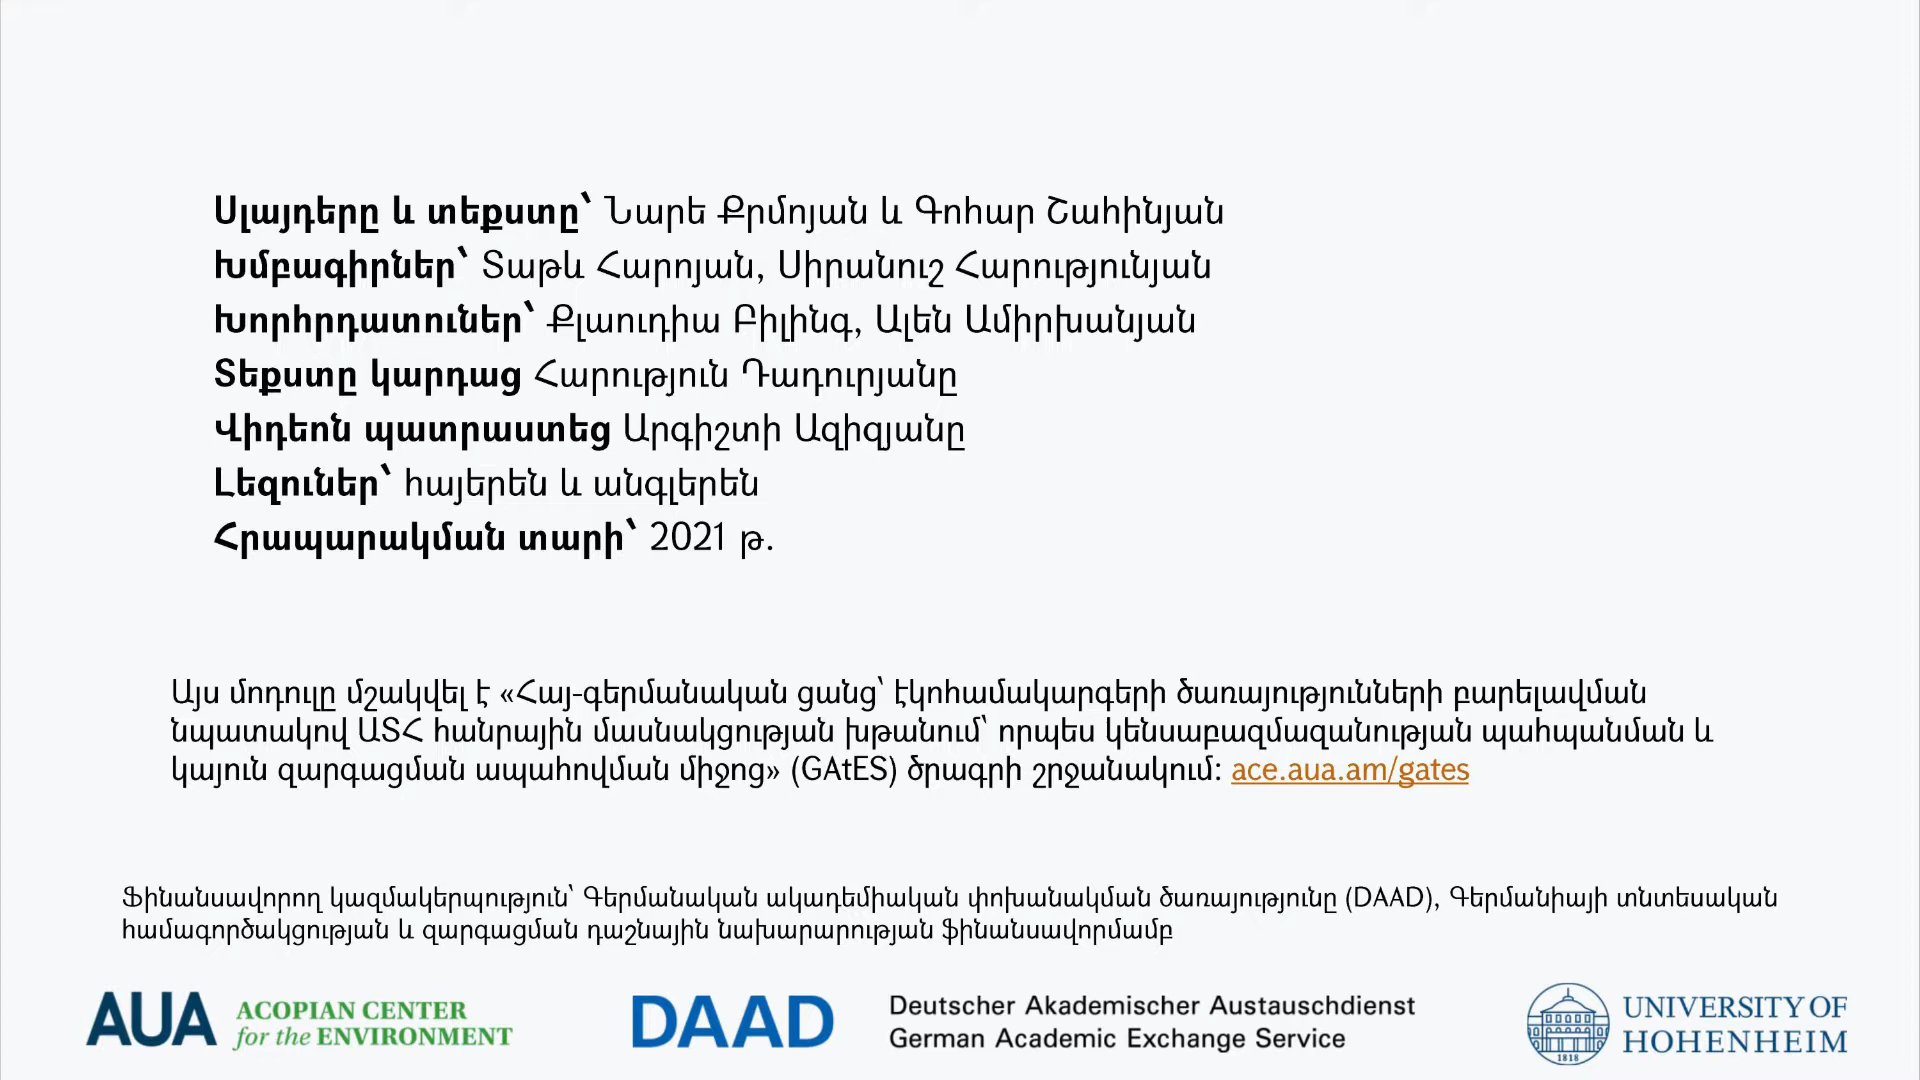 Սլայդերը և տեքստը՝ Նարե Քրմոյան և Գոհար Շահինյան
Խմբագիրներ՝ Տաթև Հարոյան, Սիրանուշ Հարությունյան
Խորհրդատուներ՝ Քլաուդիա Բիլինգ, Ալեն Ամիրխանյան
Տեքստը կարդաց Հարություն Դադուրյանը
Վիդեոն պատրաստեց Արգիշտի Ազիզյանը
Լեզուներ՝ հայերեն և անգլերեն
Հրապարակման տարի՝ 2021 թ.
Այս մոդուլը մշակվել է «Հայ-գերմանական ցանց՝ էկոհամակարգերի ծառայությունների բարելավման
նպատակով ԱՏՀ հանրային մասնակցության խթանում՝ որպես կենսաբազմազանության պահպանման և
կայուն զարգացման ապահովման միջոց» (GAtES) ծրագրի շրջանակում: ace.aua.am/gates
Ֆինանսավորող կազմակերպություն՝ Գերմանական ակադեմիական փոխանակման ծառայությունը (DAAD), Գերմանիայի տնտեսական
համագործակցության և զարգացման դաշնային նախարարության ֆինանսավորմամբ
AUA ACOPIAN CENTER
for the ENVIRONMENT
DAAD
Deutscher Akademischer Austauschdienst
German Academic Exchange Service
1818
UNIVERSITY OF
HOHENHEIM